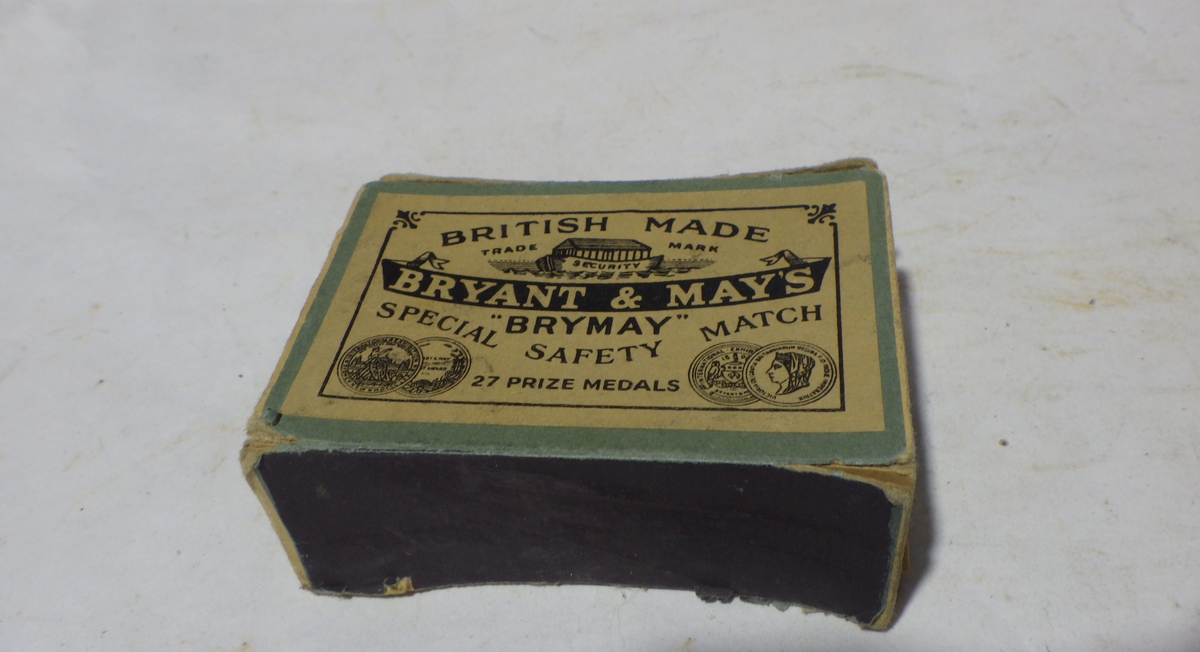 BRITISH MADE
TRADE MARK
SECURITY
BRYANT & MAY'S
"BRYMAY"
SPECIAL SAFETY MATCH
27 PRIZE MEDALS